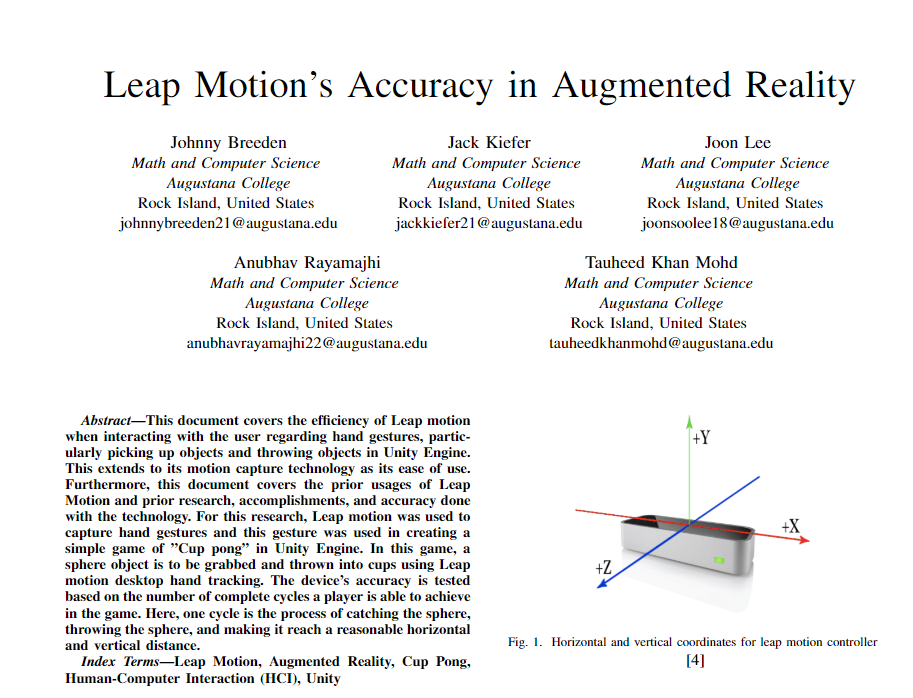 Leap Motion's Accuracy in Augmented Reality
Johnny Breeden
Math and Computer Science
Augustana College
Rock Island, United States
johnnybreeden21@augustana.edu
Jack Kiefer
Math and Computer Science
Augustana College
Rock Island, United States
jackkiefer21@augustana.edu
Joon Lee
Math and Computer Science
Augustana College
Rock Island, United States
joonsoolee18@augustana.edu
Anubhav Rayamajhi
Math and Computer Science
Augustana College
Rock Island, United States
anubhavrayamajhi22@augustana.edu
Tauheed Khan Mohd
Math and Computer Science
Augustana College
Rock Island, United States
tauheedkhanmohd@augustana.edu
Abstract—This document covers the efficiency of Leap motion
when interacting with the user regarding hand gestures, partic-
ularly picking up objects and throwing objects in Unity Engine.
This extends to its motion capture technology as its ease of use.
Furthermore, this document covers the prior usages of Leap
Motion and prior research, accomplishments, and accuracy done
with the technology. For this research, Leap motion was used to
capture hand gestures and this gesture was used in creating a
simple game of ”Cup pong” in Unity Engine. In this game, a
sphere object is to be grabbed and thrown into cups using Leap
motion desktop hand tracking. The device's accuracy is tested
based on the number of complete cycles a player is able to achieve
in the game. Here, one cycle is the process of catching the sphere,
throwing the sphere, and making it reach a reasonable horizontal
and vertical distance.
Index Terms—Leap Motion, Augmented Reality, Cup Pong,
Human-Computer Interaction (HCI), Unity
+Y
+X
+Z
Fig. 1. Horizontal and vertical coordinates for leap motion controller
[4]